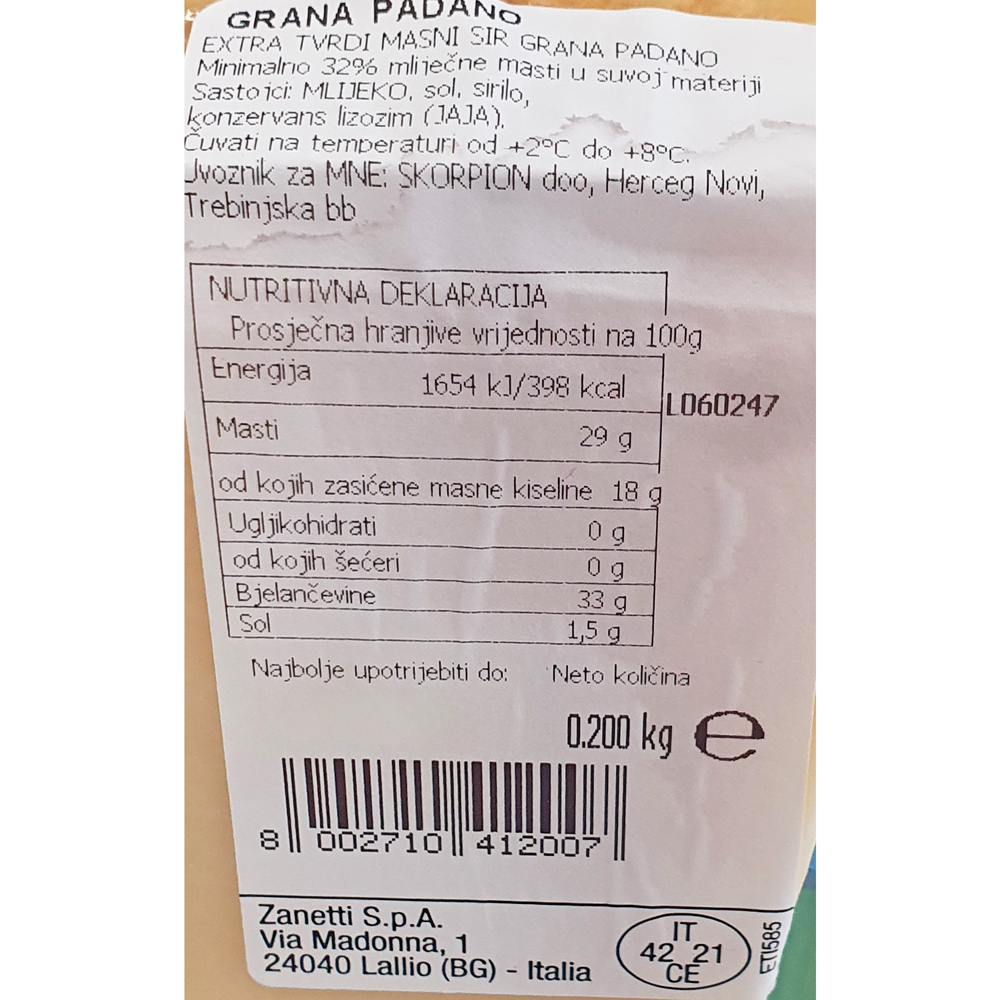 GRANA PADANO
EXTRA TVRDI MASNI SIR GRANA PADANO
Minimalno 32% mliječne masti u suvoj materiji
Sastojci: MLIJEKO, sol, sirilo,
konzervans lizozim (JAJA).
Čuvati na temperaturi od +2°C do +8°C.
Uvoznik za MNE: SKORPION doo, Herceg Novi,
Trebinjska bb
NUTRITIVNA DEKLARACIJA
Prosječna hranjive vrijednosti na 100g
Energija 1654 kJ/398 kcal
L060247
Masti 29 g
od kojih zasićene masne kiseline 18 g
Ugljikohidrati 0 g
od kojih šećeri 0 g
Bjelančevine 33 g
Sol 1,5 g
Najbolje upotrijebiti do: Neto količina
0.200 kg e
8 002710 412007
Zanetti S.p.A.
Via Madonna, 1
24040 Lallio (BG) - Italia
IT
42 21
CE
ETI585